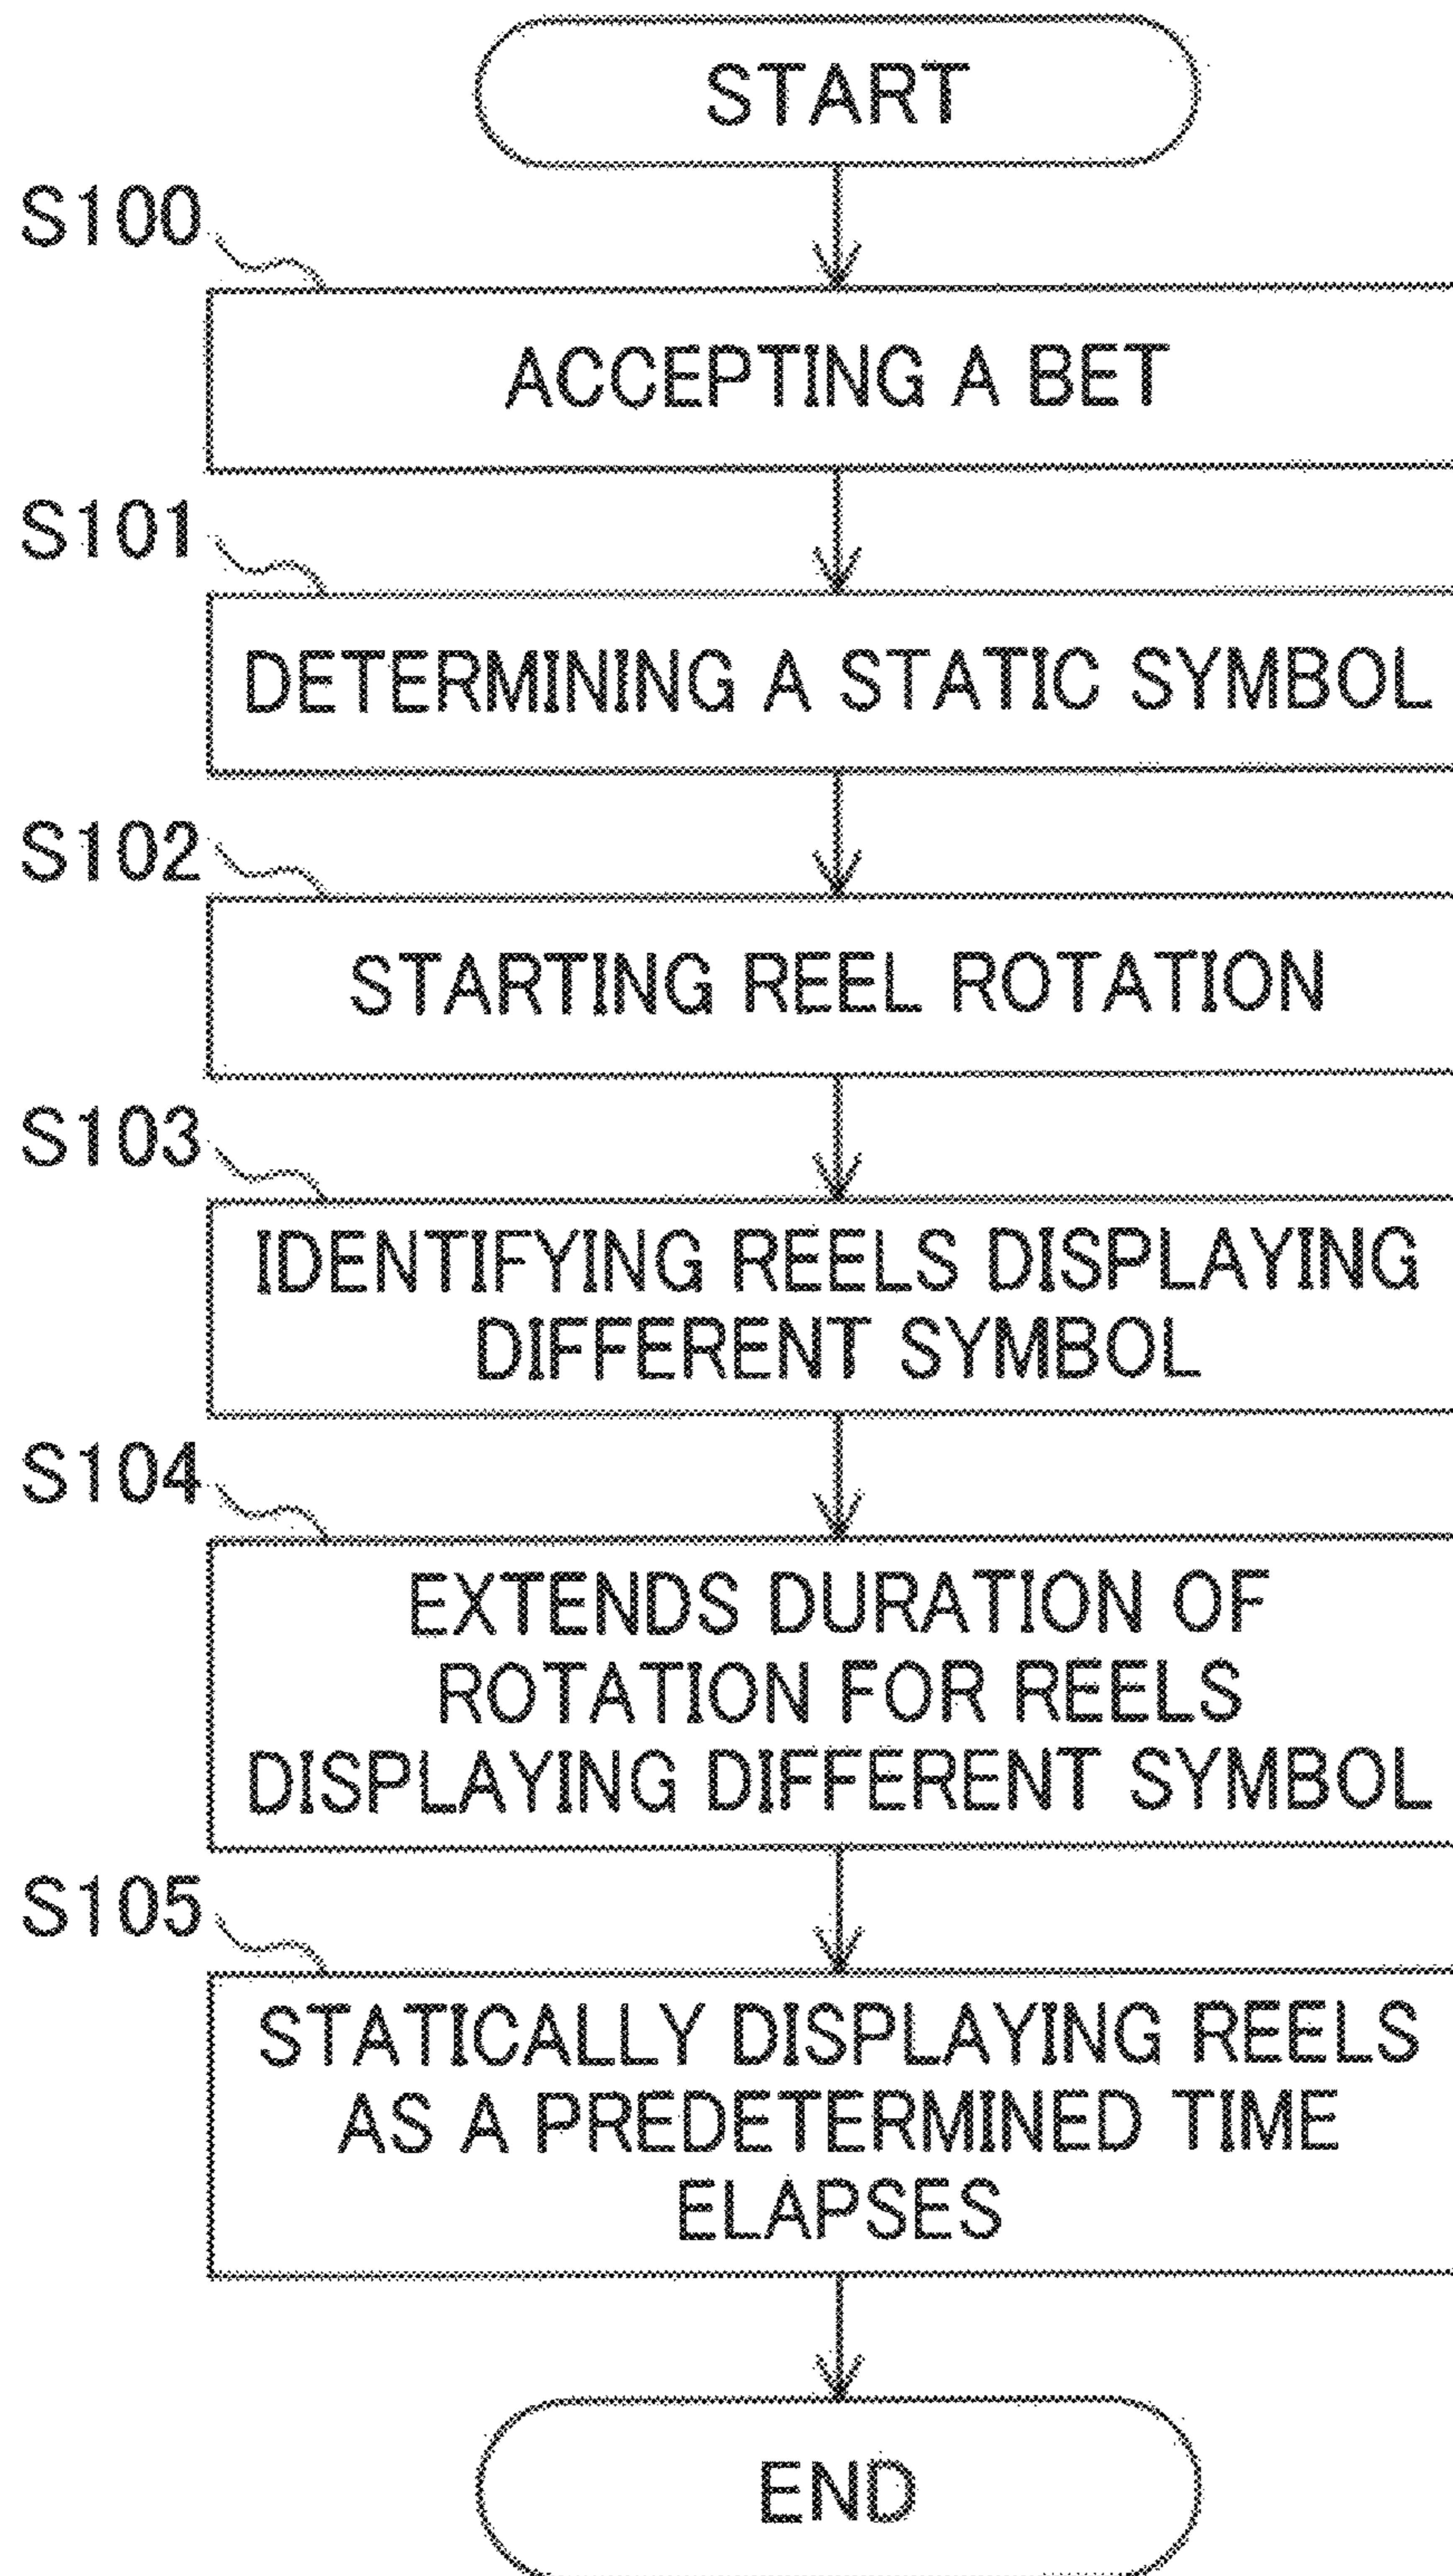 START
S100
ACCEPTING A BET
S101
DETERMINING A STATIC SYMBOL
S102
STARTING REEL ROTATION
S103
IDENTIFYING REELS DISPLAYING
DIFFERENT SYMBOL
S104
EXTENDS DURATION OF
ROTATION FOR REELS
DISPLAYING DIFFERENT SYMBOL
S105
STATICALLY DISPLAYING REELS
AS A PREDETERMINED TIME
ELAPSES
END